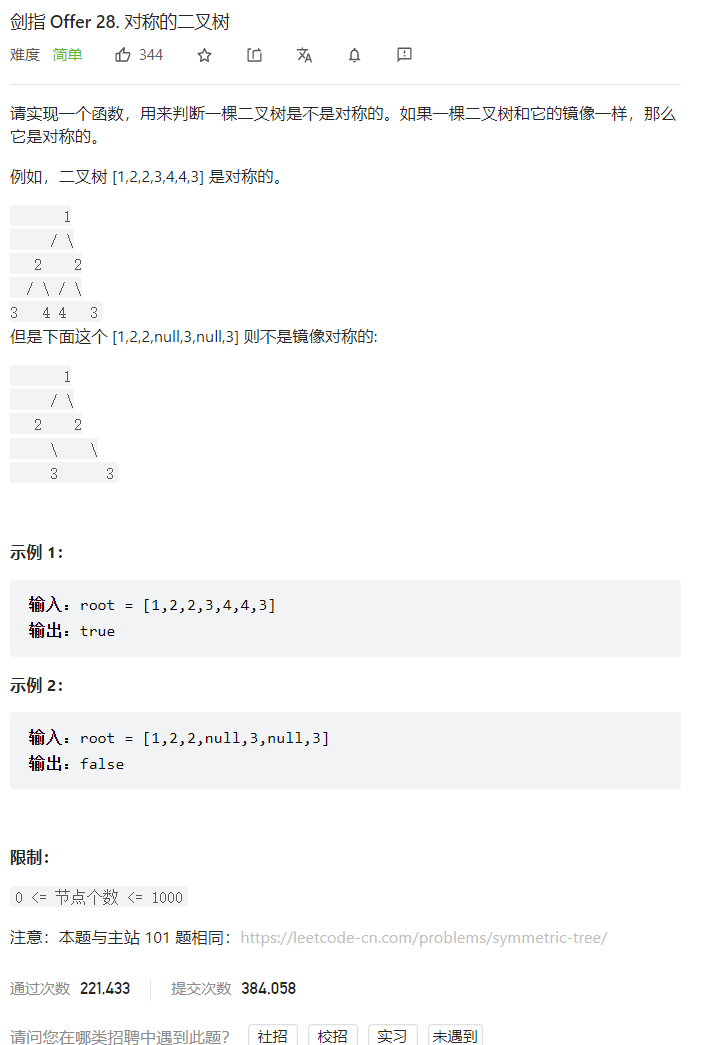 剑指 Offer 28. 对称的二叉树
难度 简单 344
请实现一个函数，用来判断一棵二叉树是不是对称的。如果一棵二叉树和它的镜像一样，那么
它是对称的。
例如，二叉树 [1,2,2,3,4,4,3] 是对称的。
1
/ \
2 2
/ \ / \
3 4 4 3
但是下面这个 [1,2,2,null,3,null,3] 则不是镜像对称的:
1
/ \
2 2
\ \
3 3
示例 1：
输入：root = [1,2,2,3,4,4,3]
输出：true
示例 2：
输入：root = [1,2,2,null,3,null,3]
输出：false
限制：
0 <= 节点个数 <= 1000
注意：本题与主站 101 题相同：https://leetcode-cn.com/problems/symmetric-tree/
通过次数 221,433 提交次数 384,058
请问您在哪类招聘中遇到此题？ 社招 校招 实习 未遇到